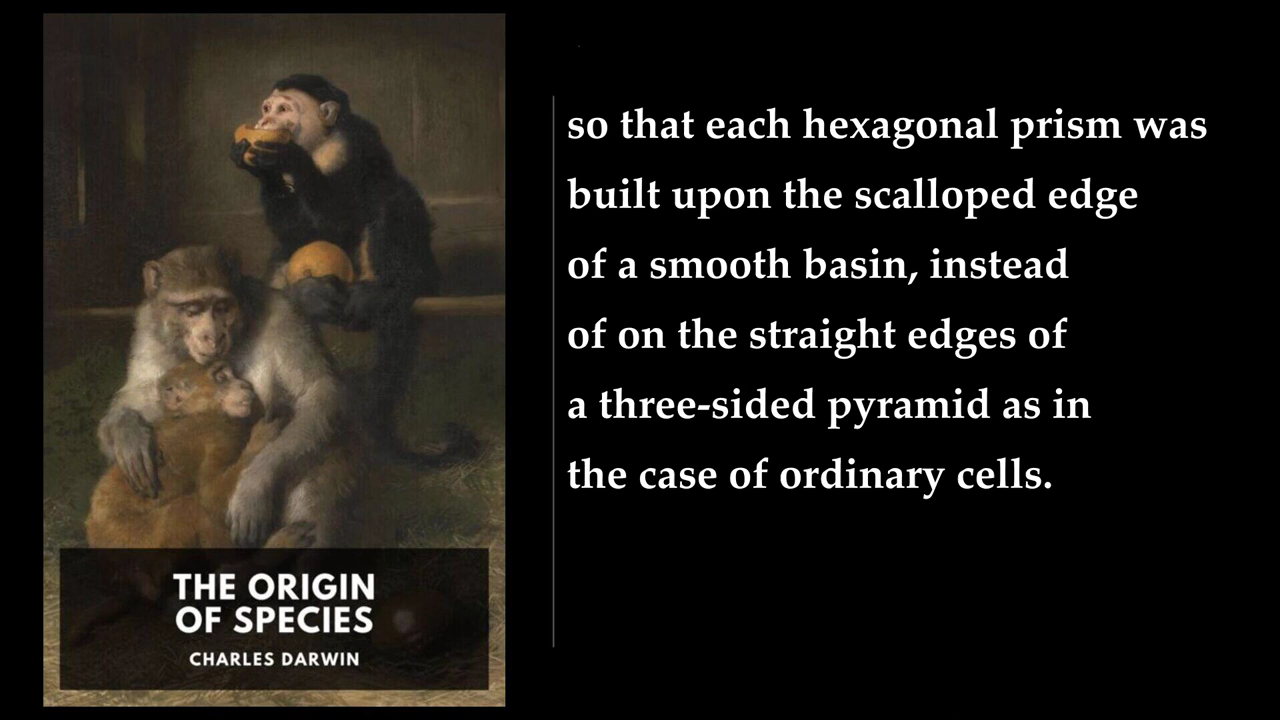 so that each hexagonal prism was
built upon the scalloped edge
of a smooth basin, instead
of on the straight edges of
a three-sided pyramid as in
the case of ordinary cells.
THE ORIGIN
OF SPECIES
CHARLES DARWIN